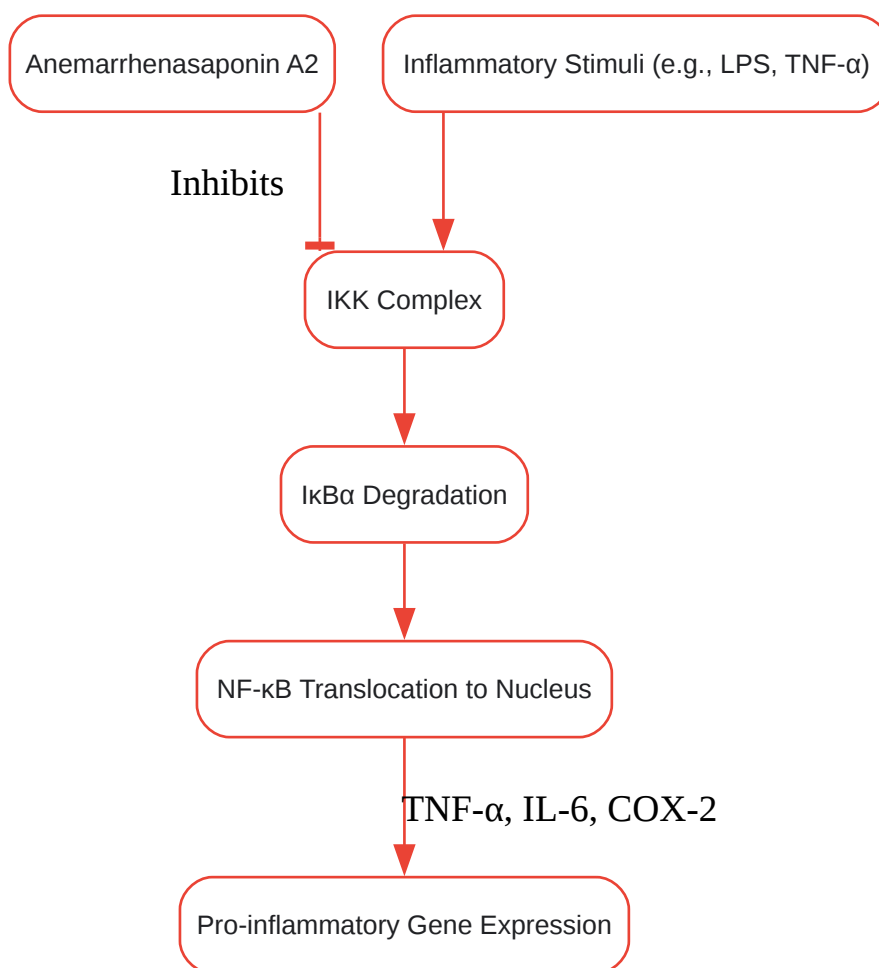 Anemarrhenasaponin A2
Inflammatory Stimuli (e.g., LPS, TNF-α)
Inhibits
IKK Complex
IκBα Degradation
NF-κB Translocation to Nucleus
TNF-α, IL-6, COX-2
Pro-inflammatory Gene Expression